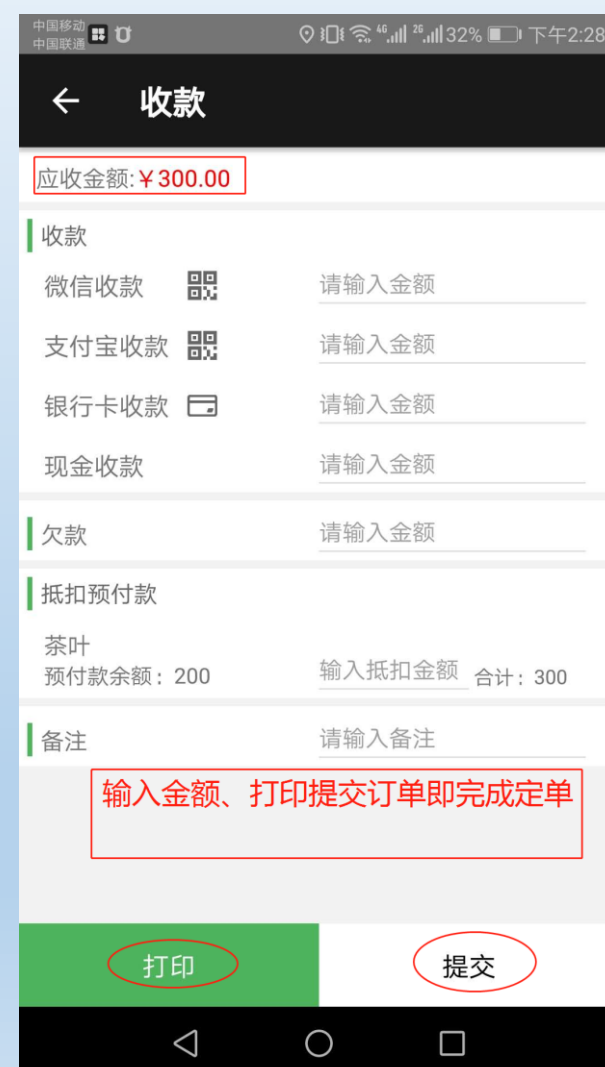 中国移动
中国联通
4G 2G 32% 下午2:28
收款
应收金额:￥300.00
收款
微信收款 请输入金额
支付宝收款 请输入金额
银行卡收款 请输入金额
现金收款 请输入金额
欠款 请输入金额
抵扣预付款
茶叶
预付款余额：200 输入抵扣金额 合计：300
备注 请输入备注
输入金额、打印提交订单即完成定单
打印 提交